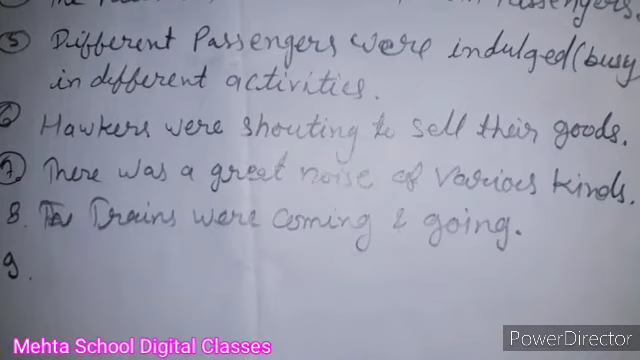 Passengers.
⑤ Different Passengers were indulged (busy
in different activities.
⑥ Hawkers were shouting to sell their goods.
⑦. There was a great noise of various kinds.
8. Trains were coming & going.
9.
Mehta School Digital Classes
PowerDirector